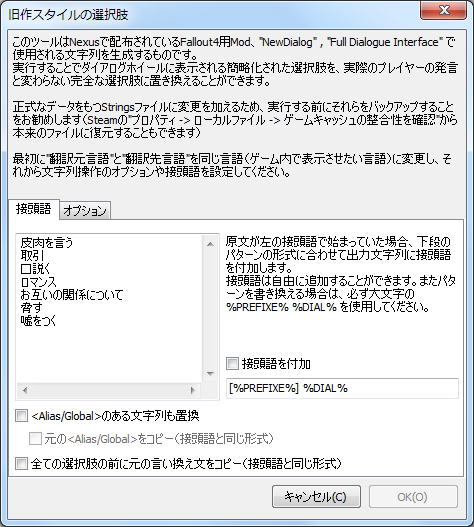 旧作スタイルの選択肢
このツールはNexusで配布されているFallout4用Mod、"NewDialog" , "Full Dialogue Interface" で
使用される文字列を生成するものです。
実行することでダイアログホイールに表示される簡略化された選択肢を、実際のプレイヤーの発言
と変わらない完全な選択肢に置き換えることができます。
正式なデータをもつStringsファイルに変更を加えるため、実行する前にそれらをバックアップすること
をお勧めします(Steamの"プロパティ -> ローカルファイル -> ゲームキャッシュの整合性を確認"から
本来のファイルに復元することもできます)
最初に"翻訳元言語"と"翻訳先言語"を同じ言語(ゲーム内で表示させたい言語)に変更し、そ
れから文字列操作のオプションや接頭語を設定してください。
接頭語
オプション
皮肉を言う
取引
口説く
ロマンス
お互いの関係について
脅す
嘘をつく
原文が左の接頭語で始まっていた場合、下段の
パターンの形式に合わせて出力文字列に接頭語
を付加します。
接頭語は自由に追加することができます。またパタ
ーンを書き換える場合は、必ず大文字の
%PREFIXE% %DIAL% を使用してください。
接頭語を付加
[%PREFIXE%] %DIAL%
<Alias/Global>のある文字列も置換
元の<Alias/Global>をコピー(接頭語と同じ形式)
全ての選択肢の前に元の言い換え文をコピー(接頭語と同じ形式)
キャンセル(C)
OK(O)